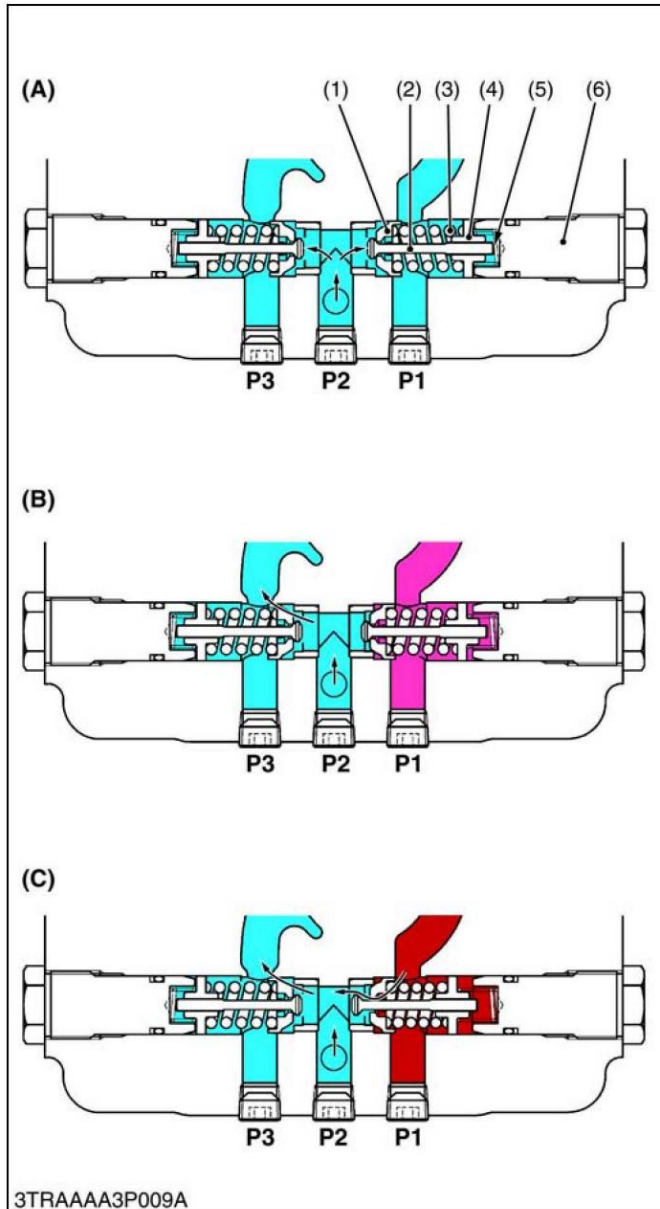 (A)
(1) (2) (3) (4) (5) (6)
P3 P2 P1
(B)
P3 P2 P1
(C)
P3 P2 P1
3TRAAAA3P009A